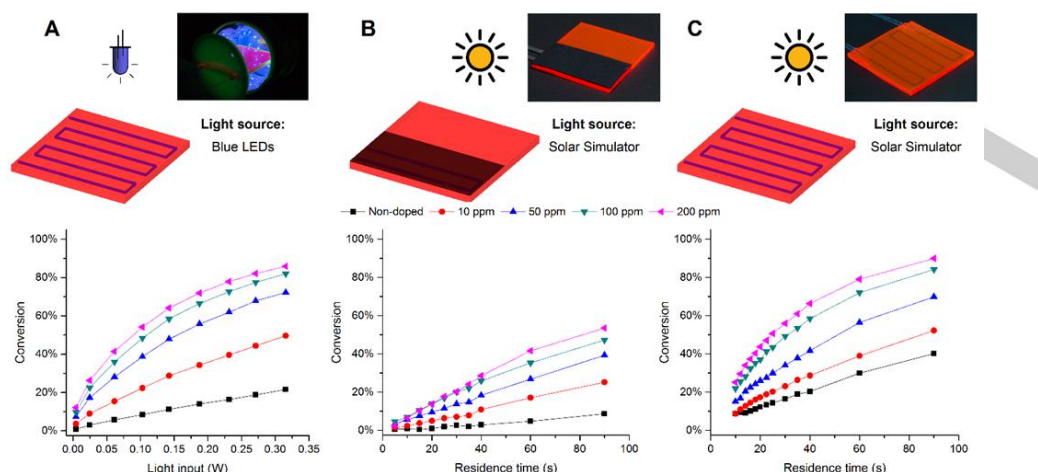 A
B
C
Light source:
Blue LEDs
Light source:
Solar Simulator
Light source:
Solar Simulator
Non-doped 10 ppm 50 ppm 100 ppm 200 ppm
100%
80%
60%
40%
20%
0%
Conversion
0.00 0.05 0.10 0.15 0.20 0.25 0.30 0.35
Light input (W)
100%
80%
60%
40%
20%
0%
Conversion
0 20 40 60 80 100
Residence time (s)
100%
80%
60%
40%
20%
0%
Conversion
0 20 40 60 80 100
Residence time (s)